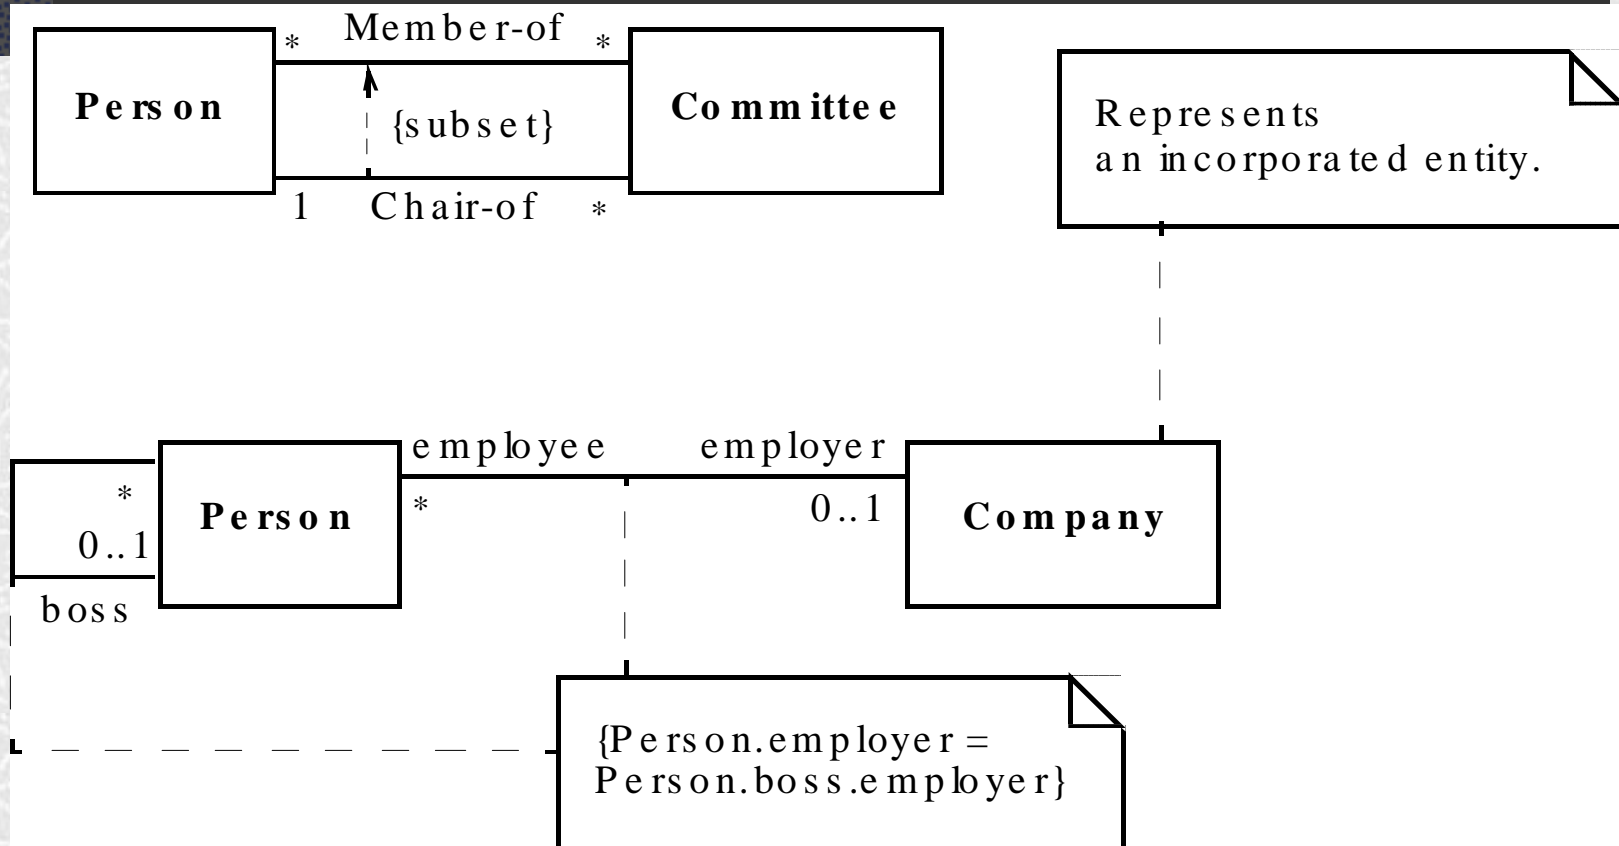 * Member-of *
Person
Committee
{subset}
1 Chair-of *
Represents
an incorporated entity.
employee employer
* * 0..1
Person
Company
0..1
boss
{Person.employer =
Person.boss.employer}